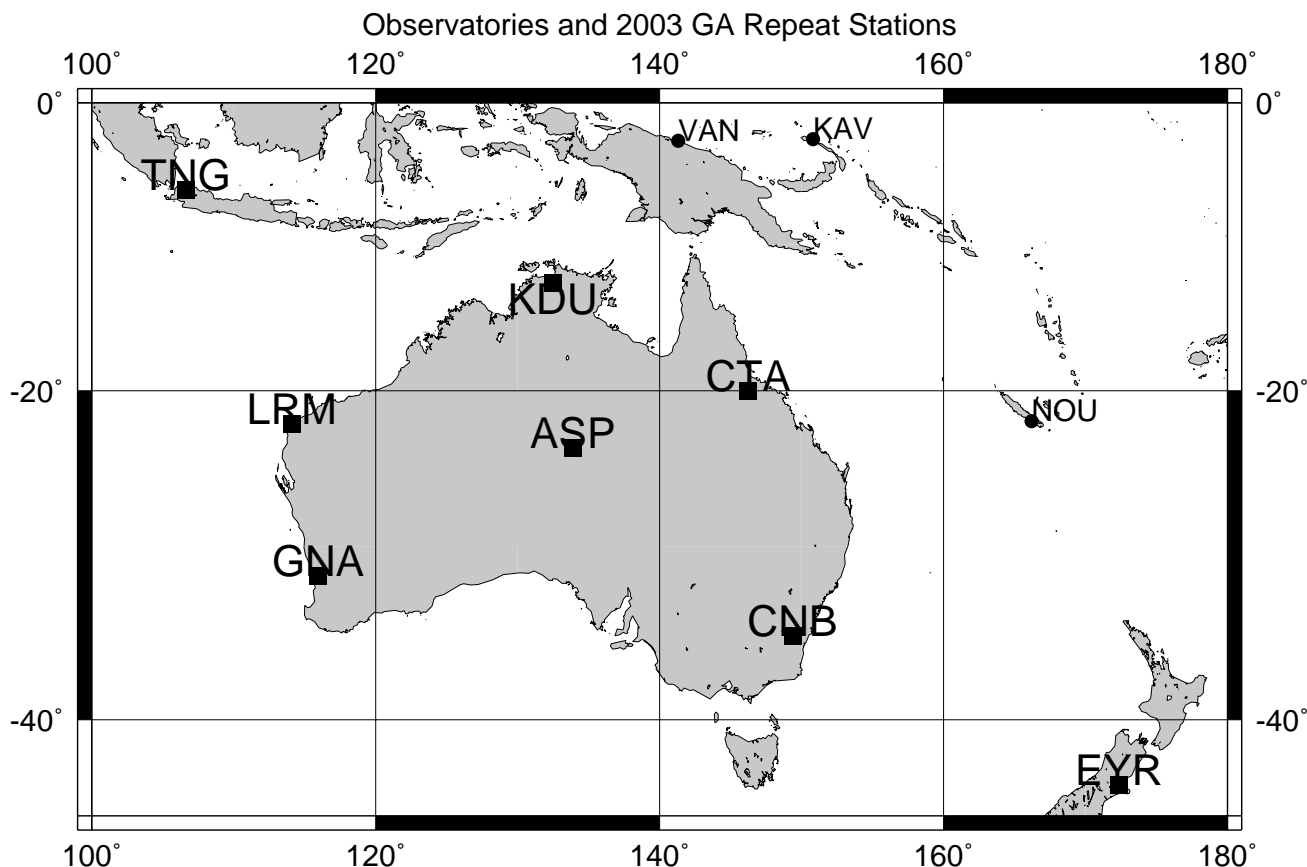 Observatories and 2003 GA Repeat Stations
100˚ 120˚ 140˚ 160˚ 180˚
0˚ 0˚
VAN KAV
TNG
KDU
CTA
-20˚ -20˚
LRM NOU
ASP
GNA
CNB
-40˚ -40˚
EYR
100˚ 120˚ 140˚ 160˚ 180˚